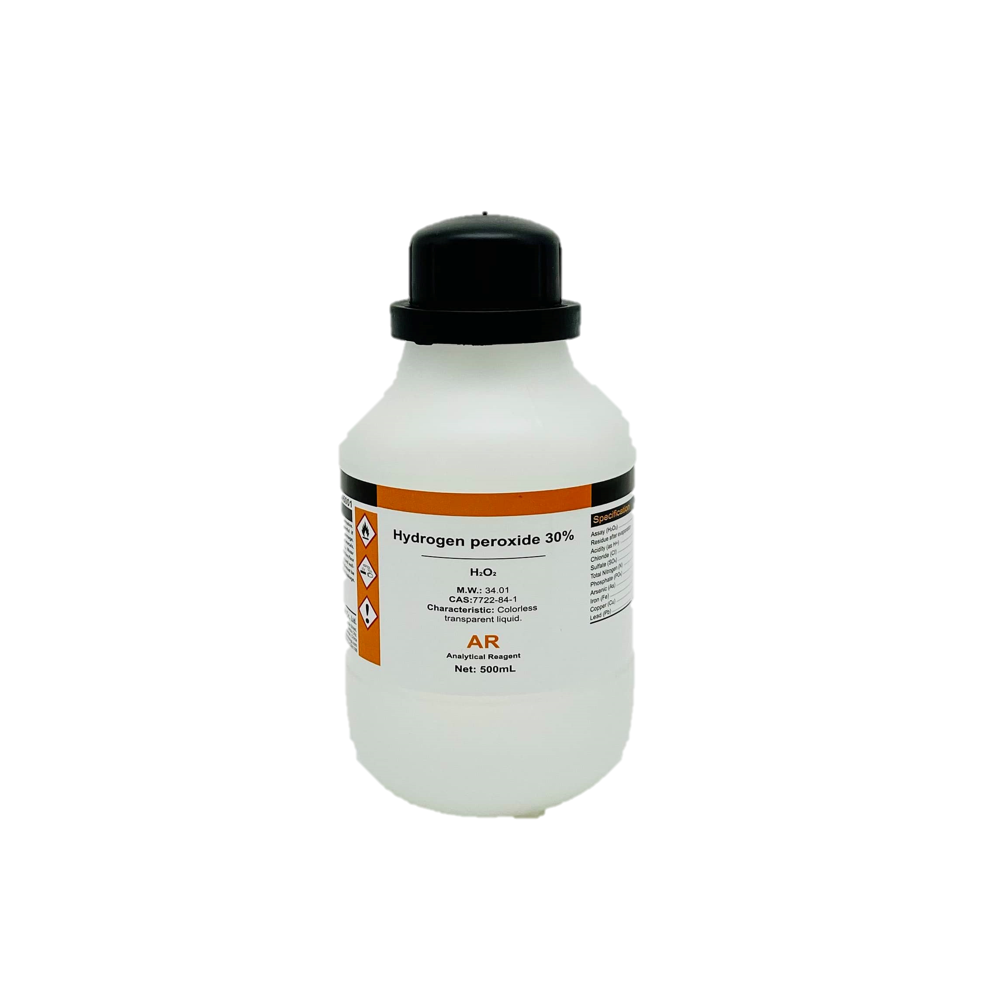 Hydrogen peroxide 30%
H₂O₂
M.W.: 34.01
CAS:7722-84-1
Characteristic: Colorless
transparent liquid.
AR
Analytical Reagent
Net: 500mL
Specification
Assay (H₂O₂)
Residue after evaporation
Acidity (as H+)
Chloride (Cl)
Sulfate (SO₄)
Total Nitrogen (N)
Phosphate (PO₄)
Arsenic (As)
Iron (Fe)
Copper (Cu)
Lead (Pb)